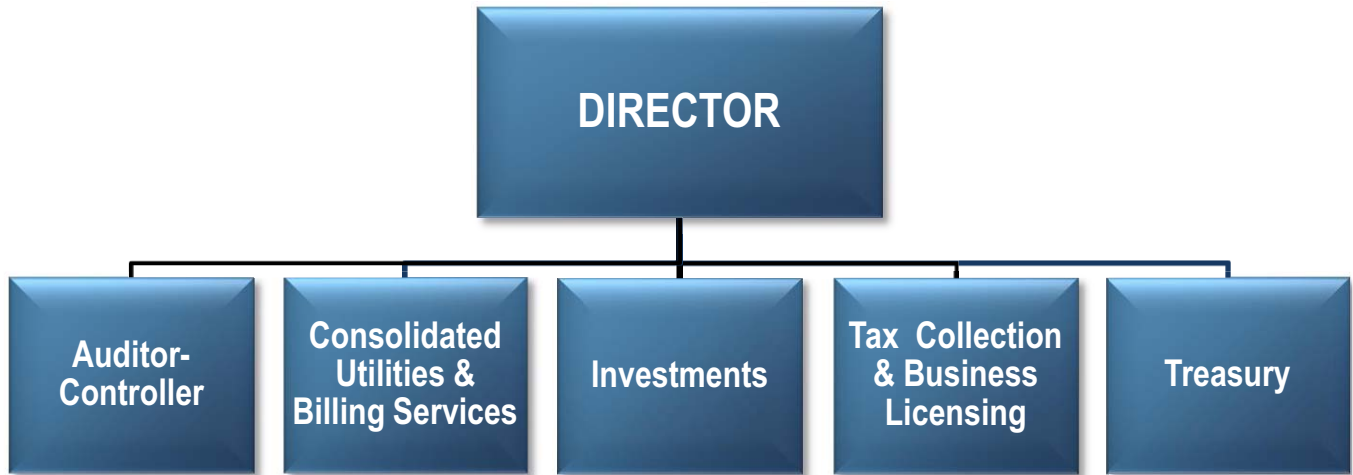 DIRECTOR
Auditor-
Controller
Consolidated
Utilities &
Billing Services
Investments
Tax Collection
& Business
Licensing
Treasury